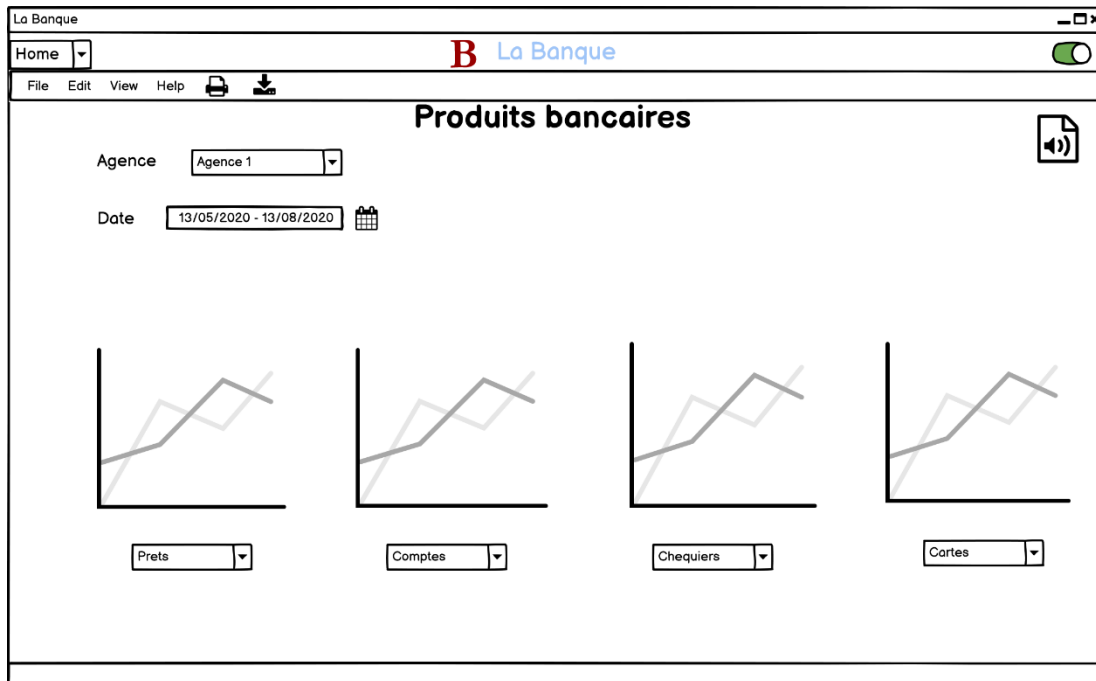 La Banque
Home
B La Banque
File Edit View Help
Produits bancaires
Agence Agence 1
Date 13/05/2020 - 13/08/2020
Prets Comptes Chequiers Cartes